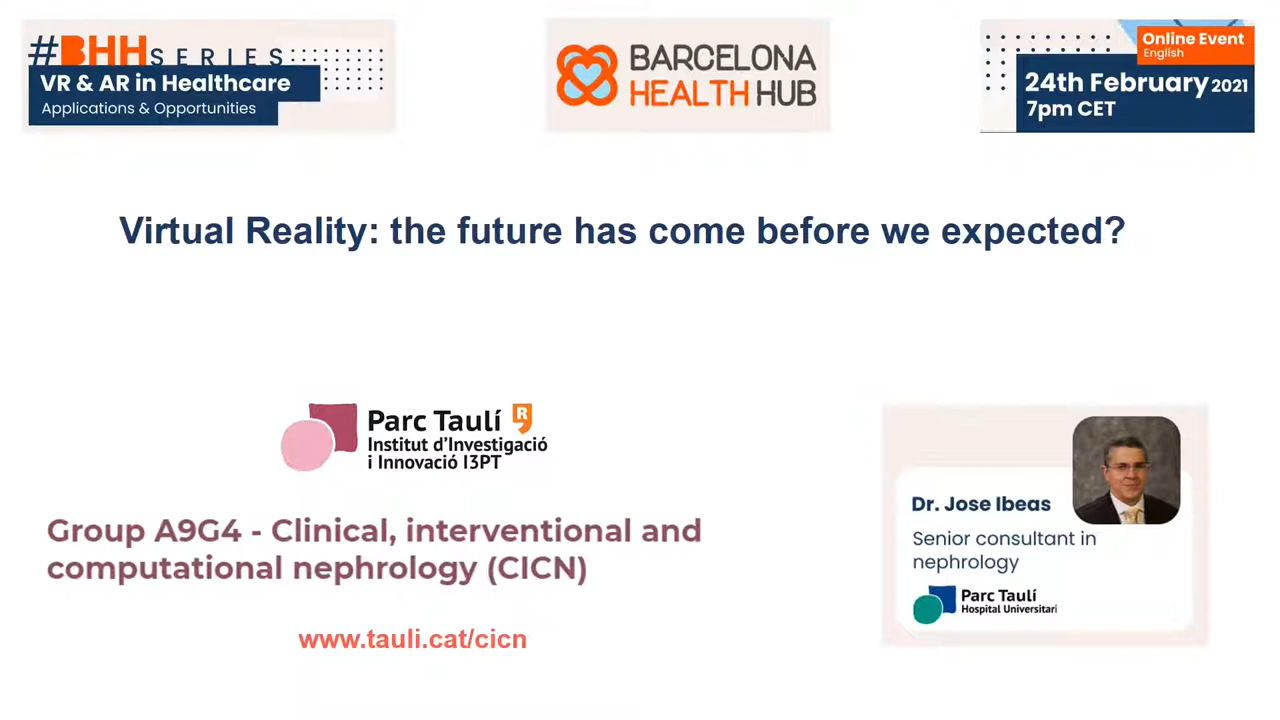 #BHH SERIES
VR & AR in Healthcare
Applications & Opportunities
BARCELONA
HEALTH HUB
Online Event
English
24th February 2021
7pm CET
Virtual Reality: the future has come before we expected?
Parc Taulí R
Institut d'Investigació
i Innovació I3PT
Group A9G4 - Clinical, interventional and
computational nephrology (CICN)
www.tauli.cat/cicn
Dr. Jose Ibeas
Senior consultant in
nephrology
Parc Taulí
Hospital Universitari